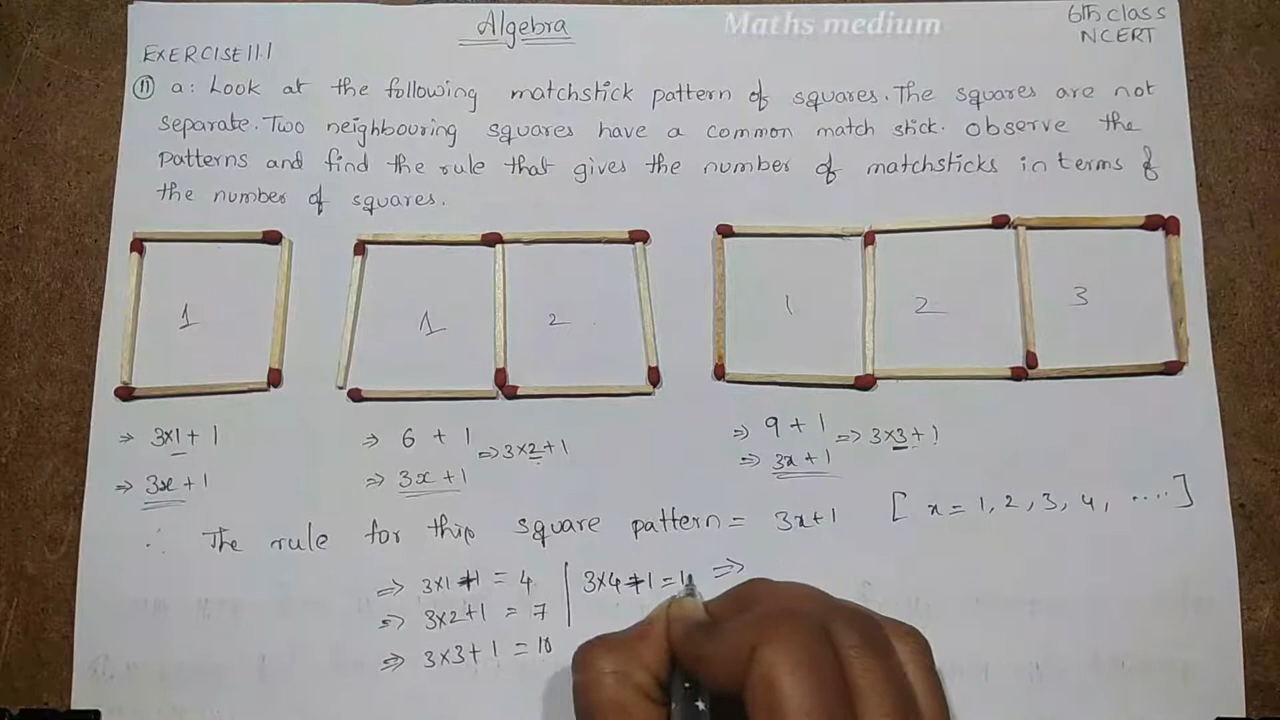 Algebra
Maths medium
6th class
NCERT
EXERCISE 11.1
11 a: Look at the following matchstick pattern of squares. The squares are not
separate. Two neighbouring squares have a common match stick. Observe the
patterns and find the rule that gives the number of matchsticks in terms of
the number of squares.
1
1 2
1 2 3
⇒ 3×1+1
⇒ 3x+1
⇒ 6 + 1 ⇒ 3×2+1
⇒ 3x+1
⇒ 9+1 ⇒ 3×3+1
⇒ 3x+1
∴ The rule for this square pattern = 3x+1 [x = 1, 2, 3, 4, ....]
⇒ 3×1+1 = 4
⇒ 3×2+1 = 7
⇒ 3×3+1 = 10
3×4+1 = 1 ⇒